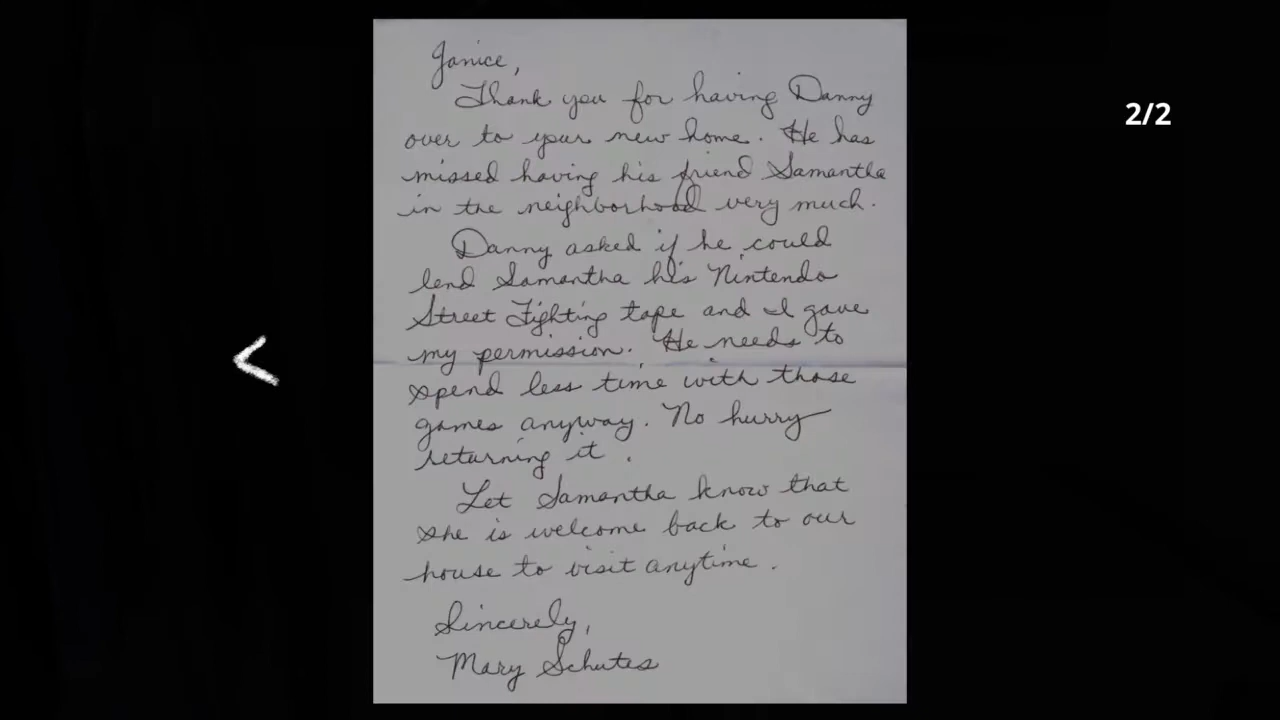 Janice,
Thank you for having Danny
over to your new home. He has
missed having his friend Samantha
in the neighborhood very much.
Danny asked if he could
lend Samantha his Nintendo
Street Fighting tape and I gave
my permission. He needs to
spend less time with those
games anyway. No hurry
returning it.
Let Samantha know that
she is welcome back to our
house to visit anytime.
Sincerely,
Mary Schutes
2/2